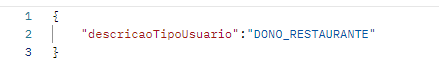 1 {
2 "descricaoTipoUsuario":"DONO_RESTAURANTE"
3 }